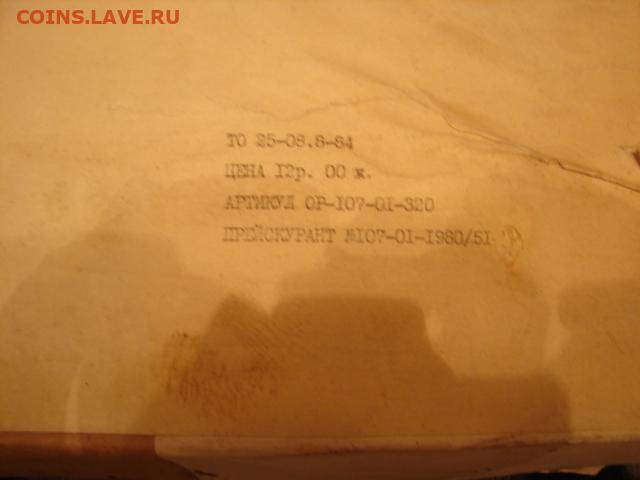 COINS.LAVE.RU
ТО 25-08.8-84
ЦЕНА 12р. 00 к.
АРТИКУЛ ОР-107-01-320
ПРЕЙСКУРАНТ №107-01-1980/51